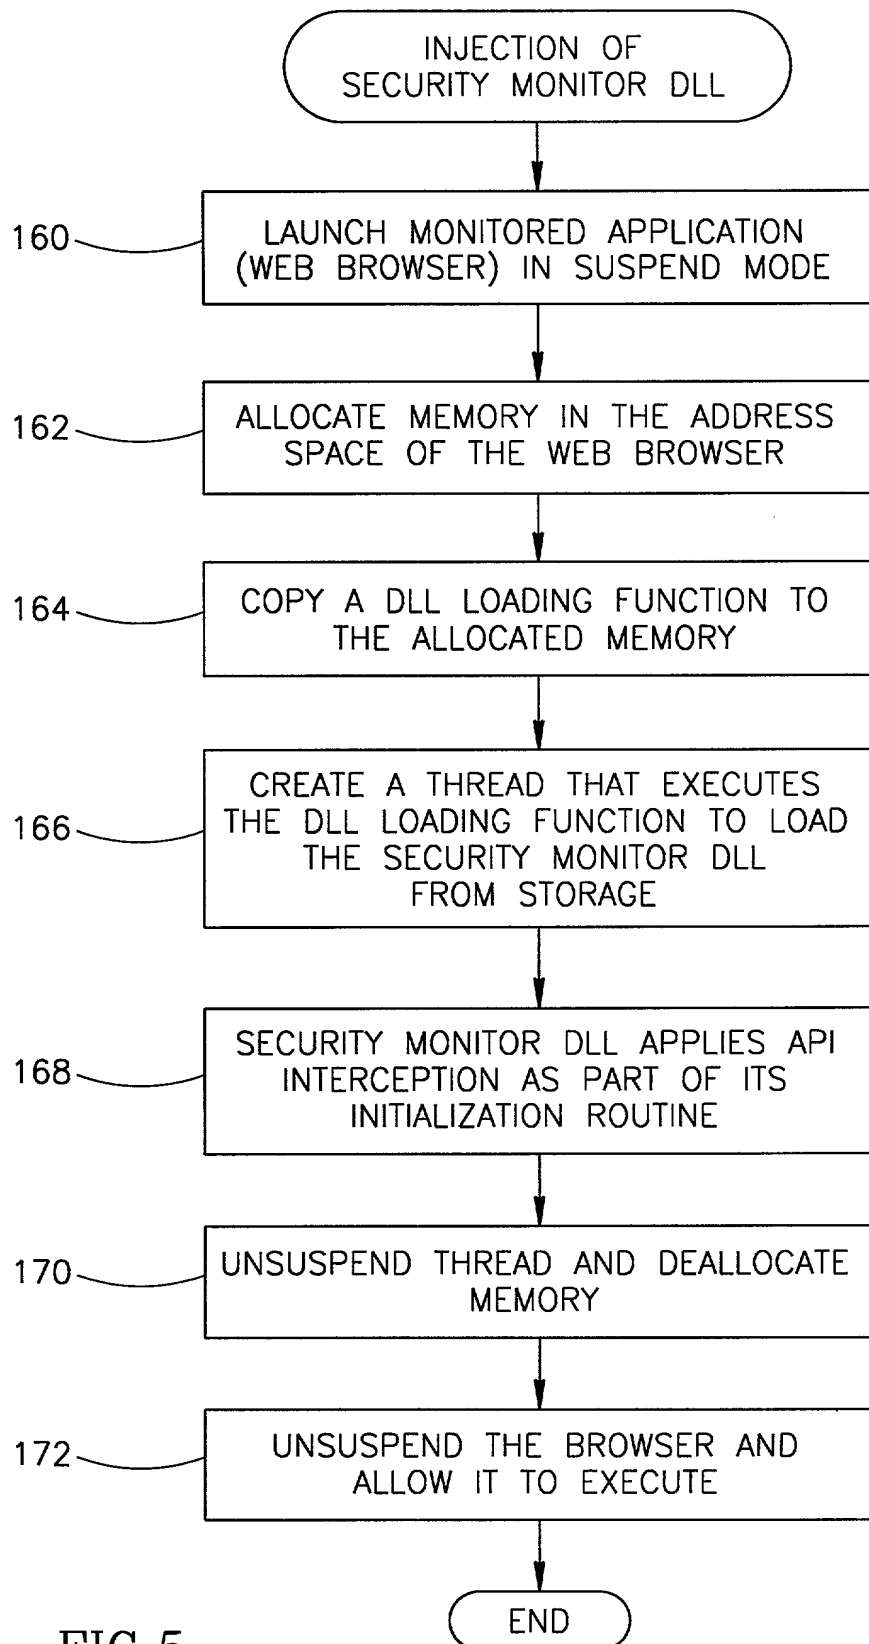 INJECTION OF
SECURITY MONITOR DLL
160
LAUNCH MONITORED APPLICATION
(WEB BROWSER) IN SUSPEND MODE
162
ALLOCATE MEMORY IN THE ADDRESS
SPACE OF THE WEB BROWSER
164
COPY A DLL LOADING FUNCTION TO
THE ALLOCATED MEMORY
166
CREATE A THREAD THAT EXECUTES
THE DLL LOADING FUNCTION TO LOAD
THE SECURITY MONITOR DLL
FROM STORAGE
168
SECURITY MONITOR DLL APPLIES API
INTERCEPTION AS PART OF ITS
INITIALIZATION ROUTINE
170
UNSUSPEND THREAD AND DEALLOCATE
MEMORY
172
UNSUSPEND THE BROWSER AND
ALLOW IT TO EXECUTE
END
FIG.5